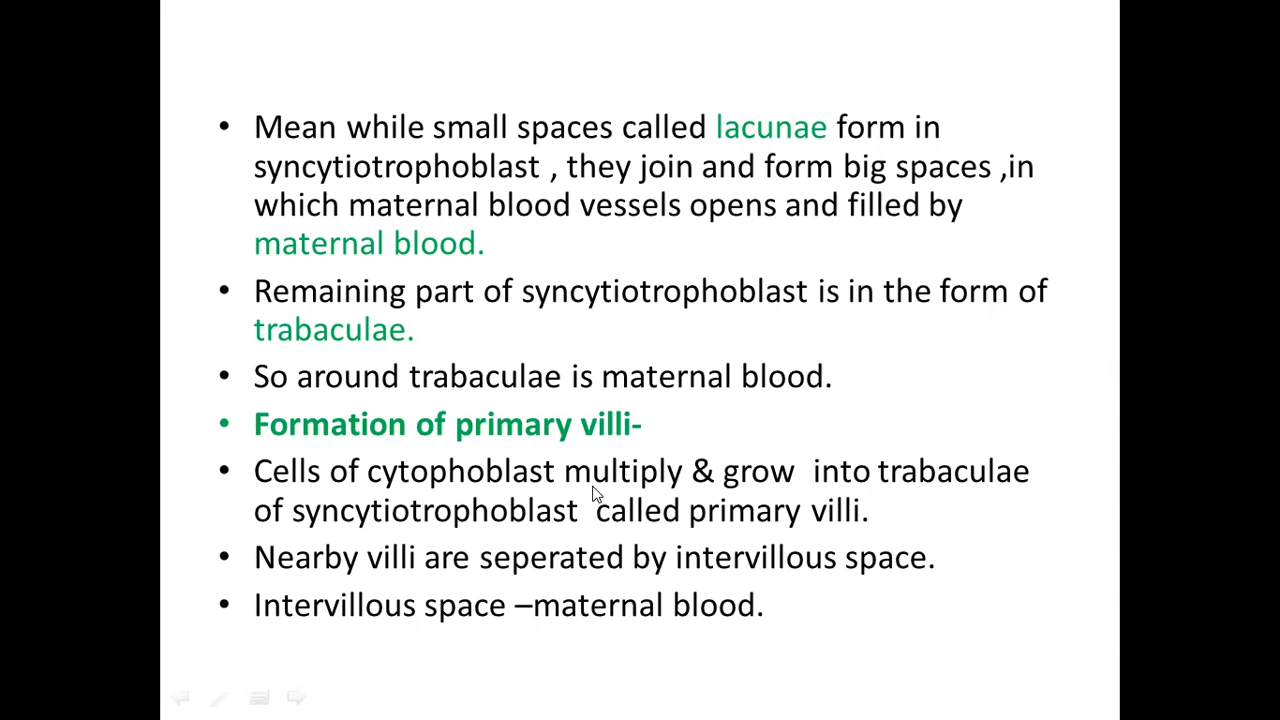 • Mean while small spaces called lacunae form in
syncytiotrophoblast , they join and form big spaces ,in
which maternal blood vessels opens and filled by
maternal blood.
• Remaining part of syncytiotrophoblast is in the form of
trabaculae.
• So around trabaculae is maternal blood.
• Formation of primary villi-
• Cells of cytophoblast multiply & grow  into trabaculae
of syncytiotrophoblast  called primary villi.
• Nearby villi are seperated by intervillous space.
• Intervillous space –maternal blood.